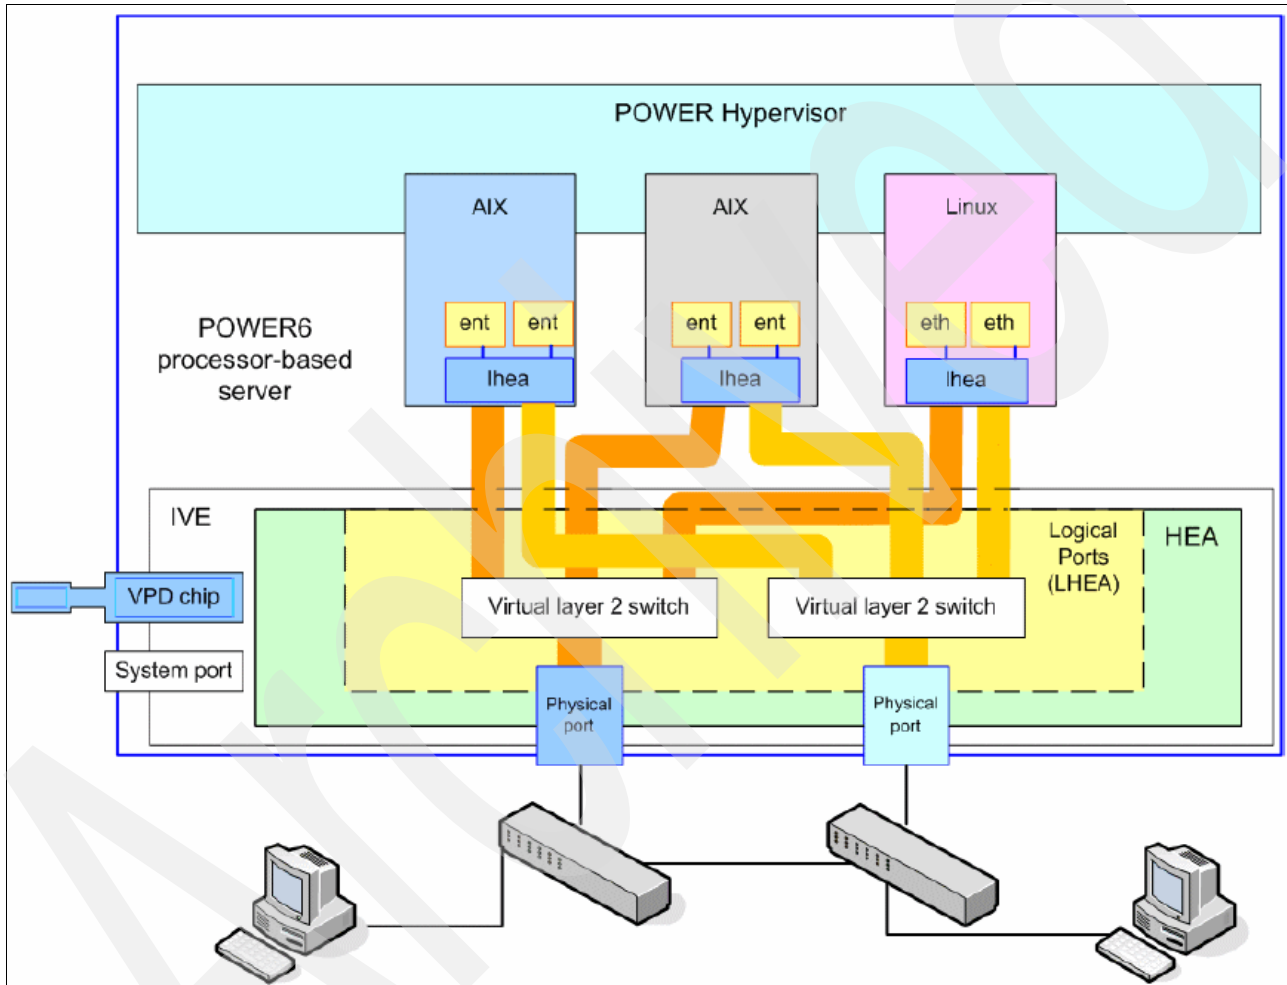 POWER Hypervisor
AIX
AIX
Linux
POWER6
processor-based
server
ent
ent
ent
ent
eth
eth
lhea
lhea
lhea
IVE
Logical
Ports
(LHEA)
HEA
VPD chip
Virtual layer 2 switch
Virtual layer 2 switch
System port
Physical
port
Physical
port
Archived